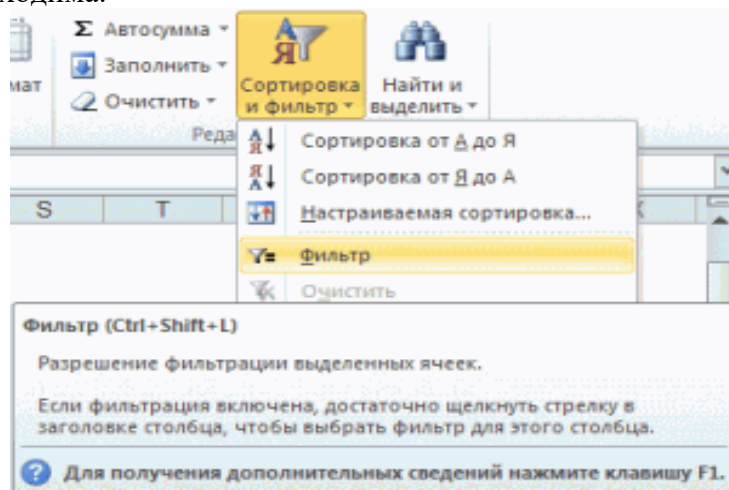 ходима.
Σ Автосумма
Заполнить
Очистить
мат
Сортировка
и фильтр
Найти и
выделить
Реда
Сортировка от А до Я
Сортировка от Я до А
Настраиваемая сортировка...
Фильтр
Очистить
S T
Фильтр (Ctrl+Shift+L)
Разрешение фильтрации выделенных ячеек.
Если фильтрация включена, достаточно щелкнуть стрелку в
заголовке столбца, чтобы выбрать фильтр для этого столбца.
Для получения дополнительных сведений нажмите клавишу F1.